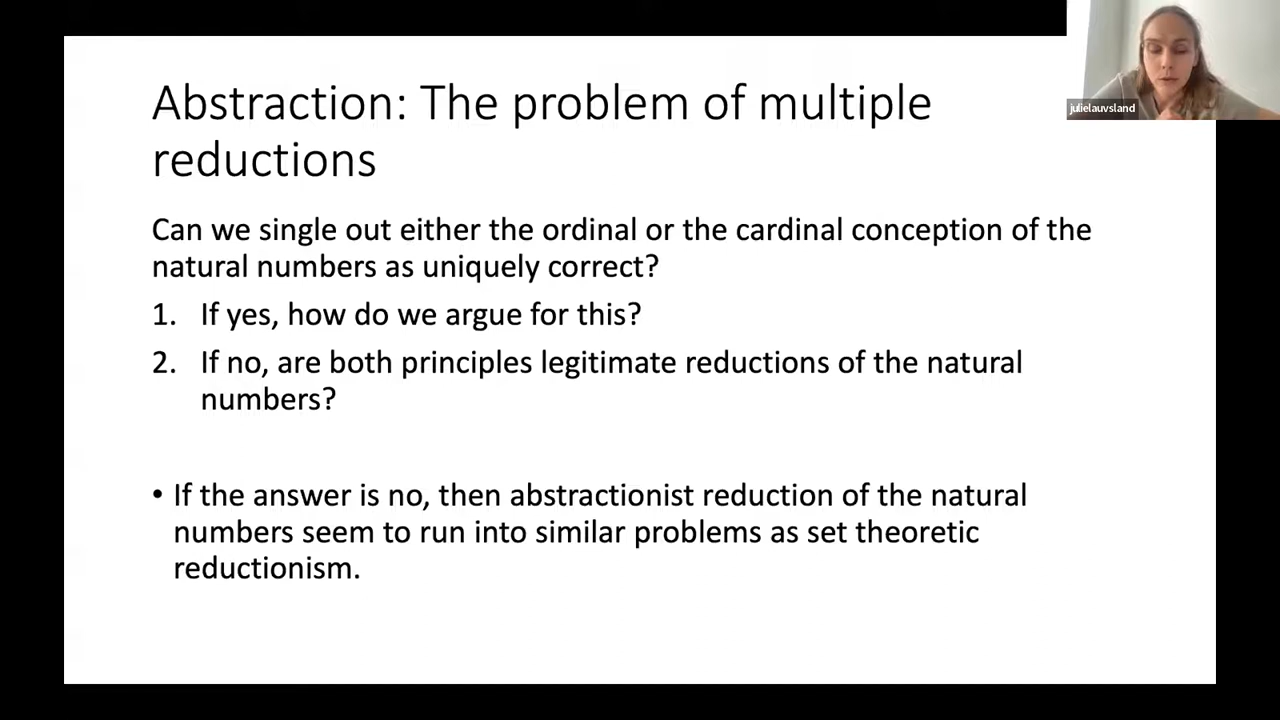 Abstraction: The problem of multiple
reductions
julielauvsland
Can we single out either the ordinal or the cardinal conception of the
natural numbers as uniquely correct?
1. If yes, how do we argue for this?
2. If no, are both principles legitimate reductions of the natural
numbers?
• If the answer is no, then abstractionist reduction of the natural
numbers seem to run into similar problems as set theoretic
reductionism.